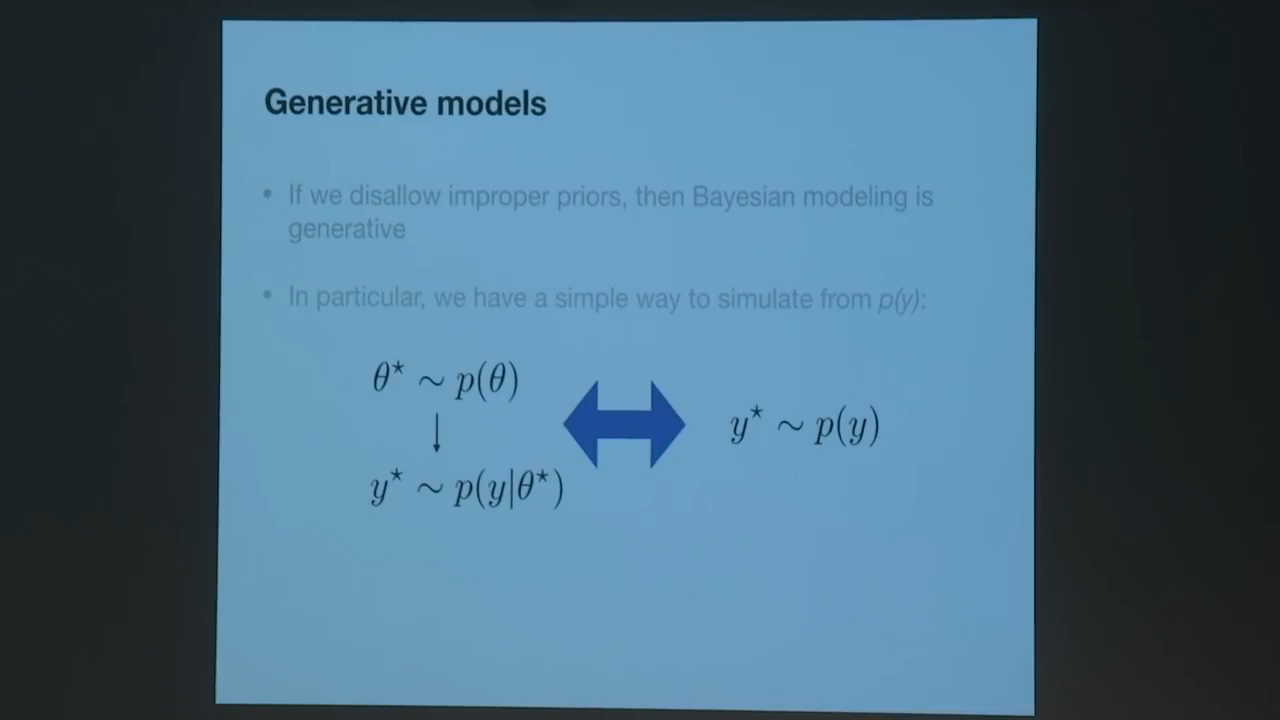 Generative models
• If we disallow improper priors, then Bayesian modeling is
generative
• In particular, we have a simple way to simulate from p(y):
θ* ~ p(θ)
↓
y* ~ p(y|θ*)
y* ~ p(y)